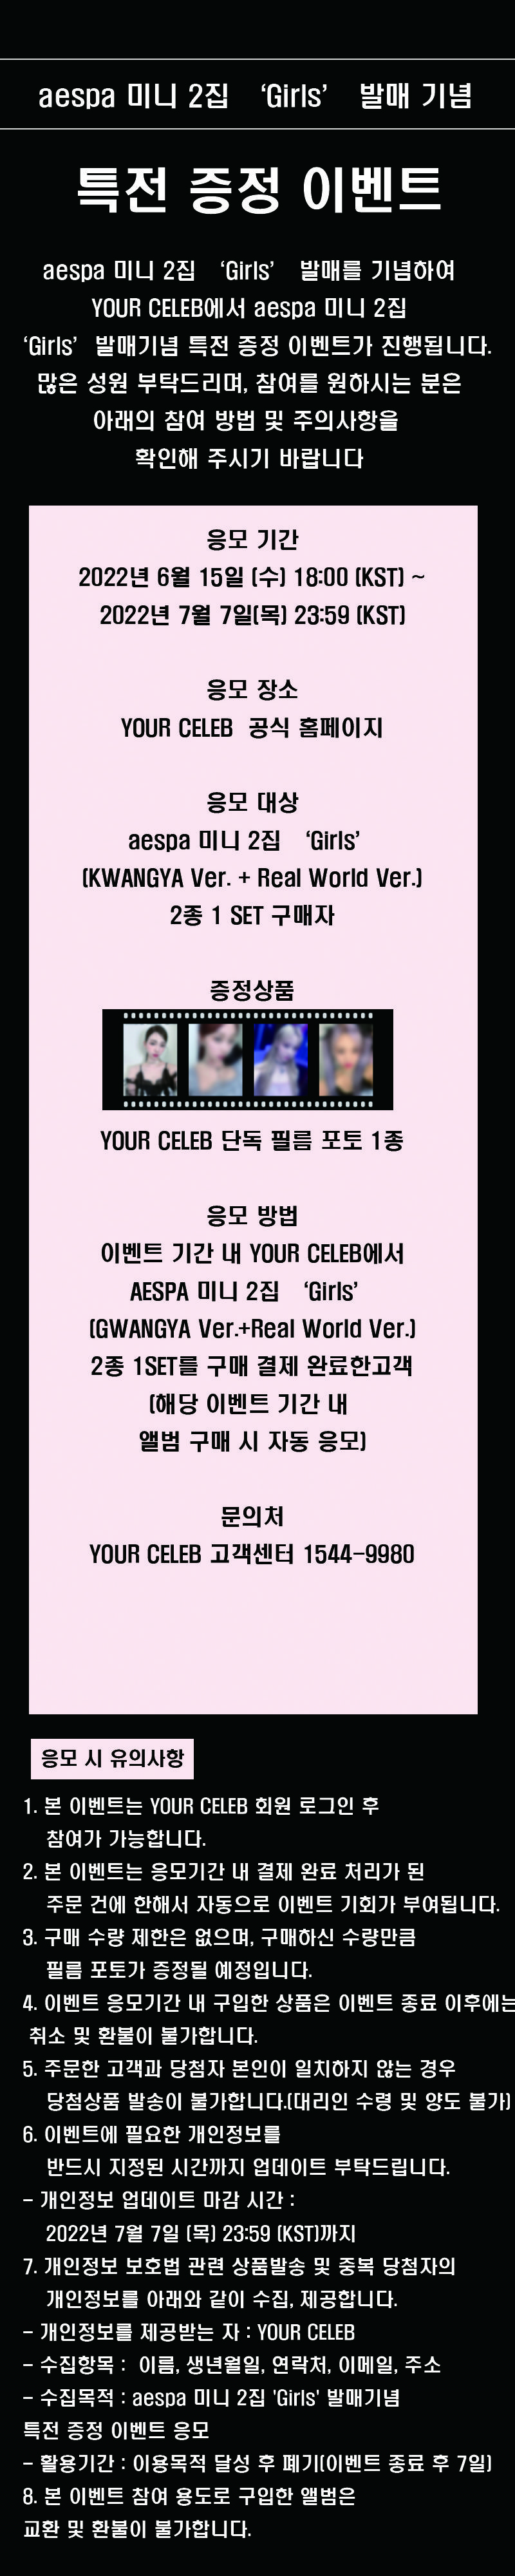 aespa 미니 2집 ‘Girls’ 발매 기념
특전 증정 이벤트
aespa 미니 2집 ‘Girls’ 발매를 기념하여
YOUR CELEB에서 aespa 미니 2집
‘Girls’ 발매기념 특전 증정 이벤트가 진행됩니다.
많은 성원 부탁드리며, 참여를 원하시는 분은
아래의 참여 방법 및 주의사항을
확인해 주시기 바랍니다
응모 기간
2022년 6월 15일 (수) 18:00 (KST) ~
2022년 7월 7일(목) 23:59 (KST)
응모 장소
YOUR CELEB 공식 홈페이지
응모 대상
aespa 미니 2집 ‘Girls’
(KWANGYA Ver. + Real World Ver.)
2종 1 SET 구매자
증정상품
YOUR CELEB 단독 필름 포토 1종
응모 방법
이벤트 기간 내 YOUR CELEB에서
AESPA 미니 2집 ‘Girls’
(GWANGYA Ver.+Real World Ver.)
2종 1SET를 구매 결제 완료한고객
(해당 이벤트 기간 내
앨범 구매 시 자동 응모)
문의처
YOUR CELEB 고객센터 1544-9980
응모 시 유의사항
1. 본 이벤트는 YOUR CELEB 회원 로그인 후
참여가 가능합니다.
2. 본 이벤트는 응모기간 내 결제 완료 처리가 된
주문 건에 한해서 자동으로 이벤트 기회가 부여됩니다.
3. 구매 수량 제한은 없으며, 구매하신 수량만큼
필름 포토가 증정될 예정입니다.
4. 이벤트 응모기간 내 구입한 상품은 이벤트 종료 이후에는
취소 및 환불이 불가합니다.
5. 주문한 고객과 당첨자 본인이 일치하지 않는 경우
당첨상품 발송이 불가합니다.(대리인 수령 및 양도 불가)
6. 이벤트에 필요한 개인정보를
반드시 지정된 시간까지 업데이트 부탁드립니다.
- 개인정보 업데이트 마감 시간 :
2022년 7월 7일 (목) 23:59 (KST)까지
7. 개인정보 보호법 관련 상품발송 및 중복 당첨자의
개인정보를 아래와 같이 수집, 제공합니다.
- 개인정보를 제공받는 자 : YOUR CELEB
- 수집항목 : 이름, 생년월일, 연락처, 이메일, 주소
- 수집목적 : aespa 미니 2집 'Girls' 발매기념
특전 증정 이벤트 응모
- 활용기간 : 이용목적 달성 후 폐기(이벤트 종료 후 7일)
8. 본 이벤트 참여 용도로 구입한 앨범은
교환 및 환불이 불가합니다.